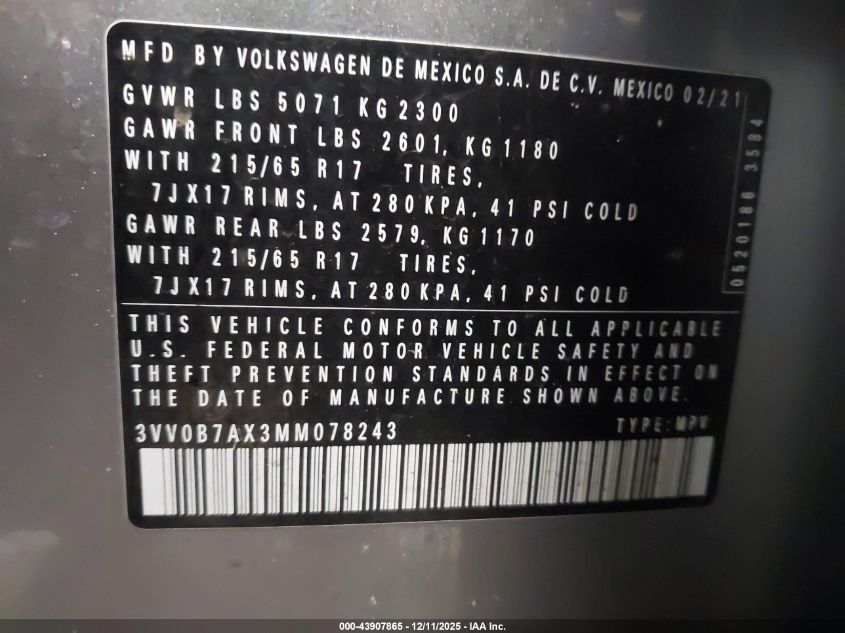 MFD BY VOLKSWAGEN DE MEXICO S.A. DE C.V. MEXICO 02/21
GVWR LBS 5071 KG 2300
GAWR FRONT LBS 2601, KG 1180
WITH 215/65 R17 TIRES,
7JX17 RIMS, AT 280 KPA, 41 PSI COLD
GAWR REAR LBS 2579, KG 1170
WITH 215/65 R17 TIRES,
7JX17 RIMS, AT 280 KPA, 41 PSI COLD
0520186 3594
THIS VEHICLE CONFORMS TO ALL APPLICABLE
U.S. FEDERAL MOTOR VEHICLE SAFETY AND
THEFT PREVENTION STANDARDS IN EFFECT ON
THE DATE OF MANUFACTURE SHOWN ABOVE.
3VV0B7AX3MM078243 TYPE: MPV
000-43907865 - 12/11/2025 - IAA Inc.